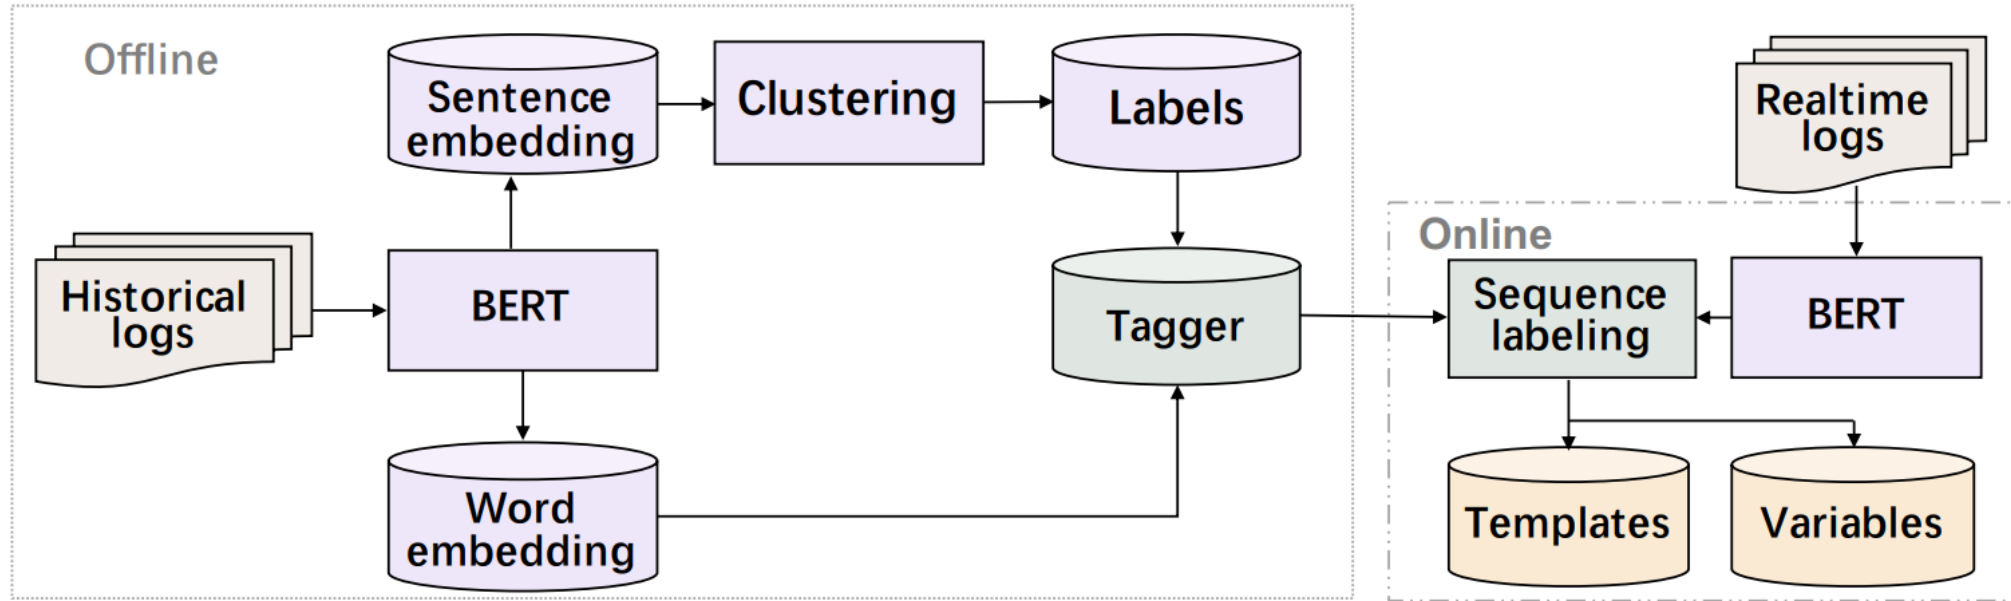 Offline
Sentence
embedding
Clustering
Labels
Realtime
logs
Historical
logs
BERT
Tagger
Online
Sequence
labeling
BERT
Word
embedding
Templates
Variables